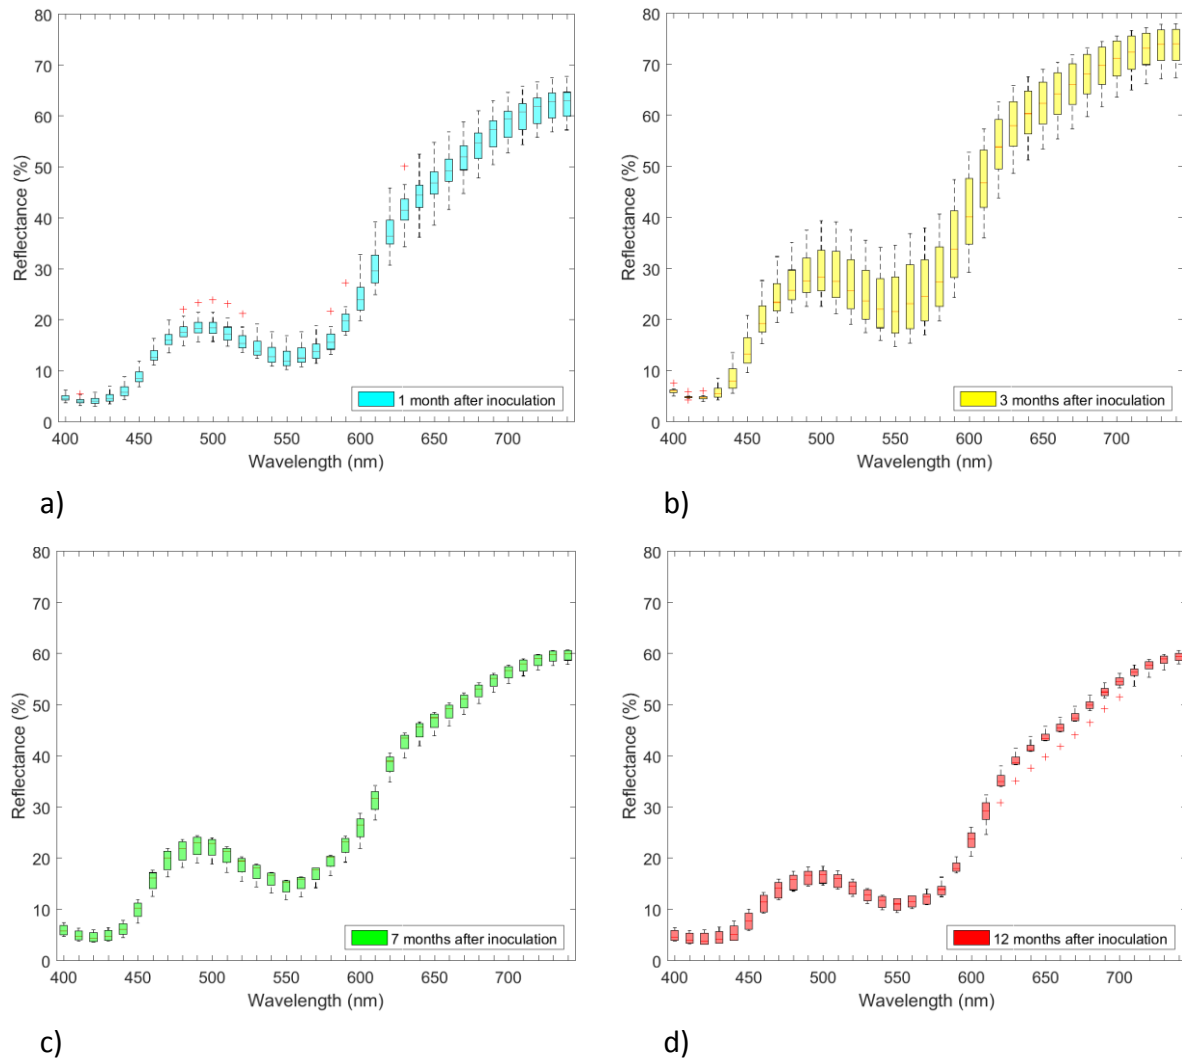 80
70
60
50
40
30
20
10
0
Reflectance (%)
1 month after inoculation
400 450 500 550 600 650 700
Wavelength (nm)
a)
80
70
60
50
40
30
20
10
0
Reflectance (%)
3 months after inoculation
400 450 500 550 600 650 700
Wavelength (nm)
b)
80
70
60
50
40
30
20
10
0
Reflectance (%)
7 months after inoculation
400 450 500 550 600 650 700
Wavelength (nm)
c)
80
70
60
50
40
30
20
10
0
Reflectance (%)
12 months after inoculation
400 450 500 550 600 650 700
Wavelength (nm)
d)